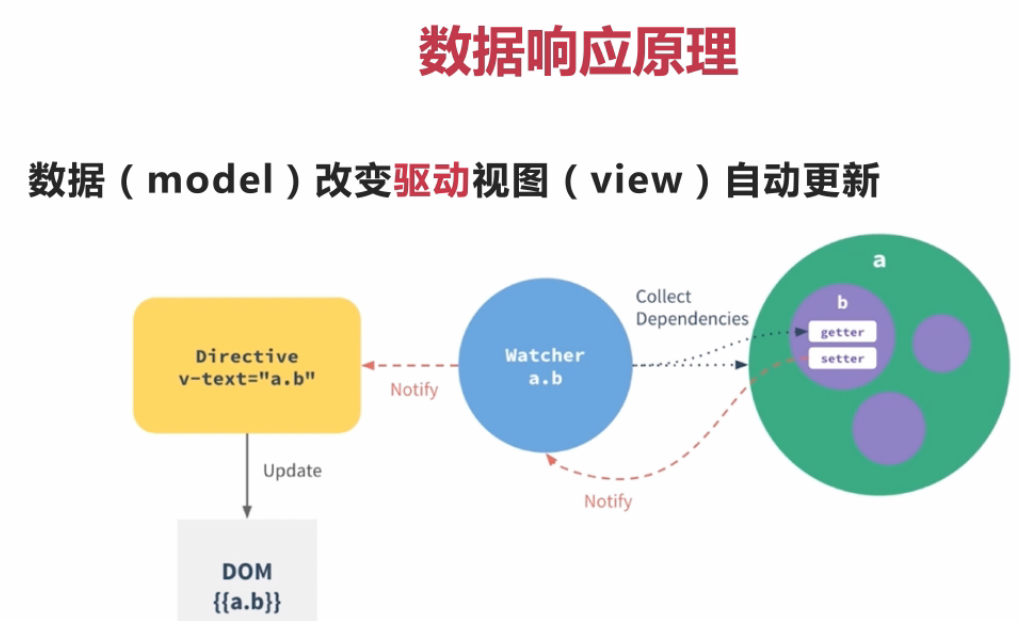 数据响应原理
数据（model）改变驱动视图（view）自动更新
a
b
getter
setter
Collect
Dependencies
Watcher
a.b
Directive
v-text="a.b"
Notify
Notify
Update
DOM
{{a.b}}